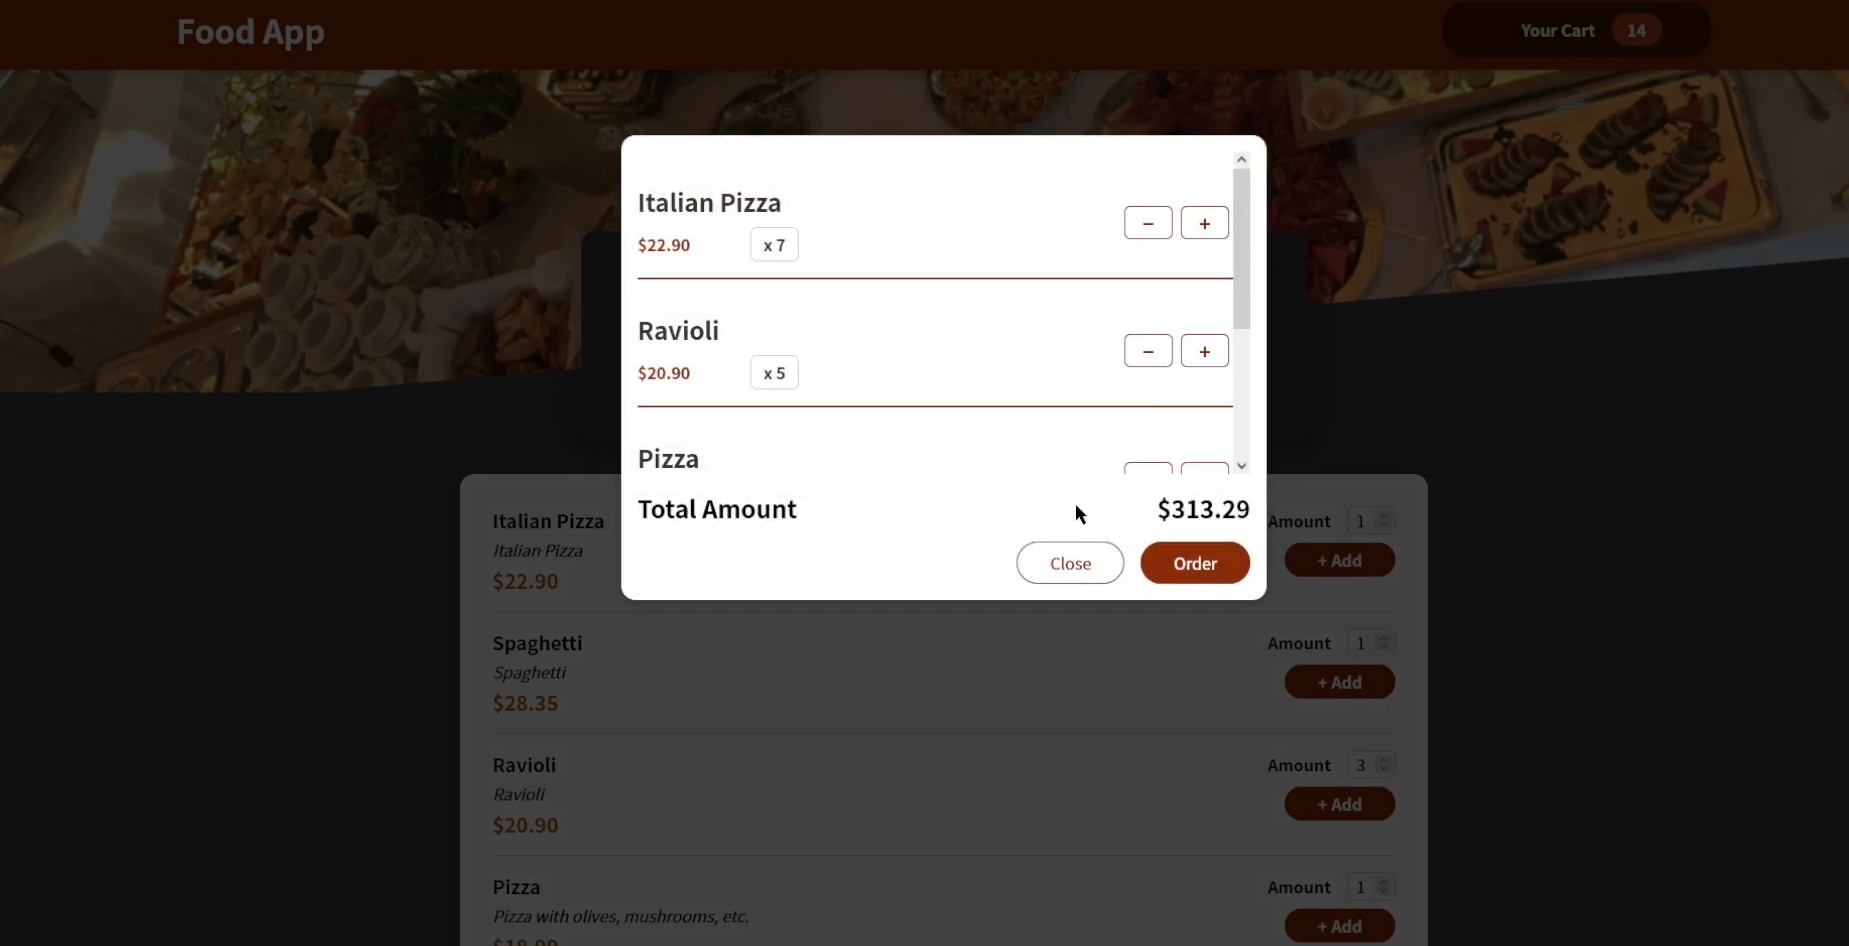 Food App
Your Cart 14
Italian Pizza
$22.90 x 7
− +
Ravioli
$20.90 x 5
− +
Pizza
Total Amount $313.29
Close Order
Italian Pizza Amount 1
Italian Pizza
+ Add
$22.90
Spaghetti Amount 1
Spaghetti
+ Add
$28.35
Ravioli Amount 3
Ravioli
+ Add
$20.90
Pizza Amount 1
Pizza with olives, mushrooms, etc.
+ Add